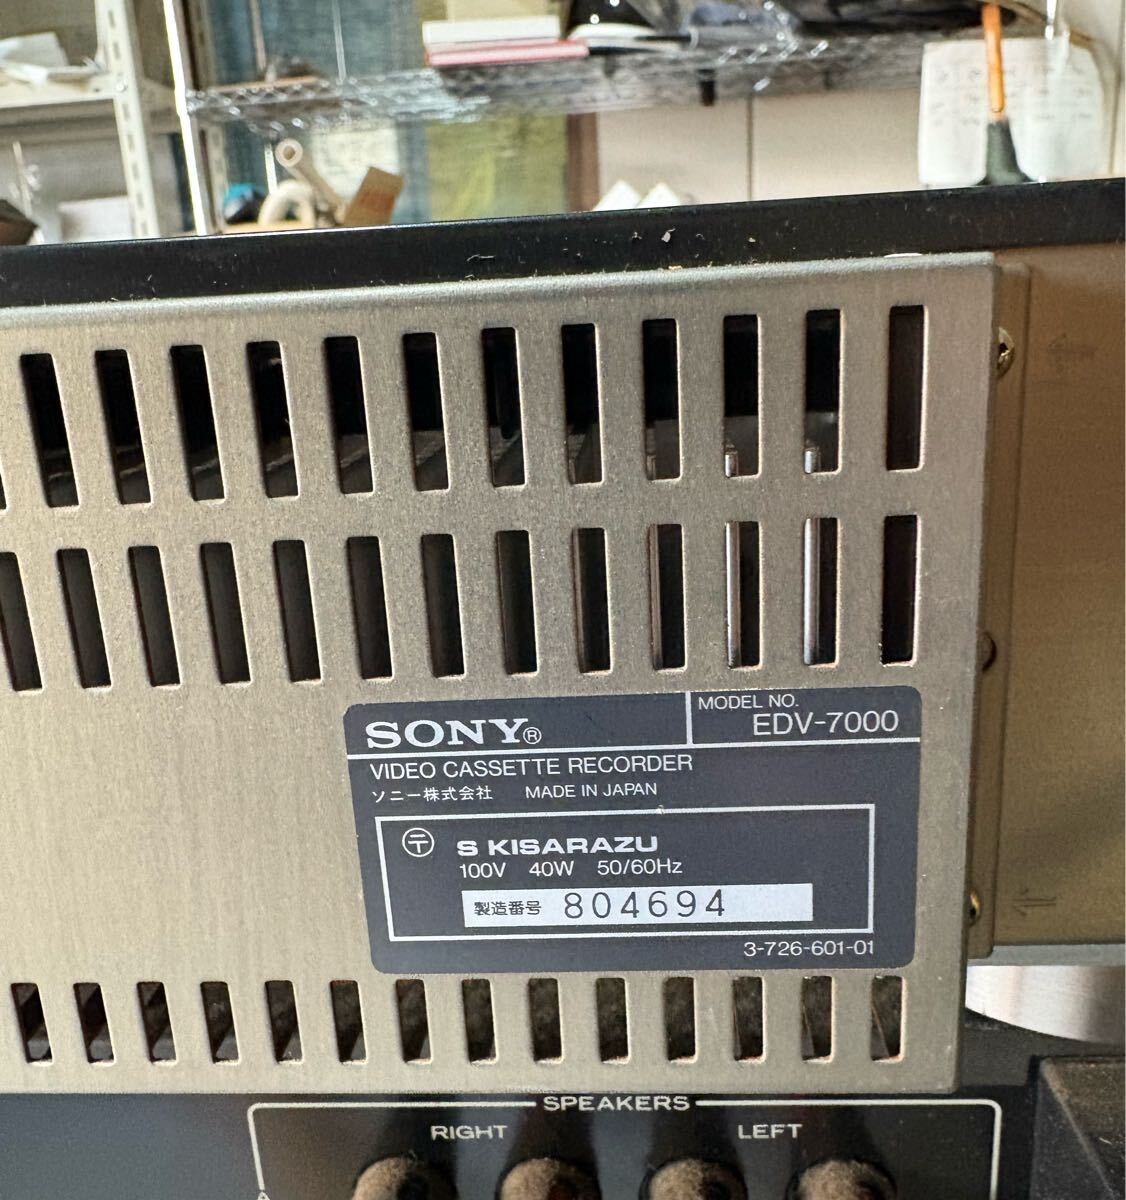 SONY®
MODEL NO.
EDV-7000
VIDEO CASSETTE RECORDER
ソニー株式会社 MADE IN JAPAN
〒 S KISARAZU
100V 40W 50/60Hz
製造番号 804694
3-726-601-01
SPEAKERS
RIGHT LEFT